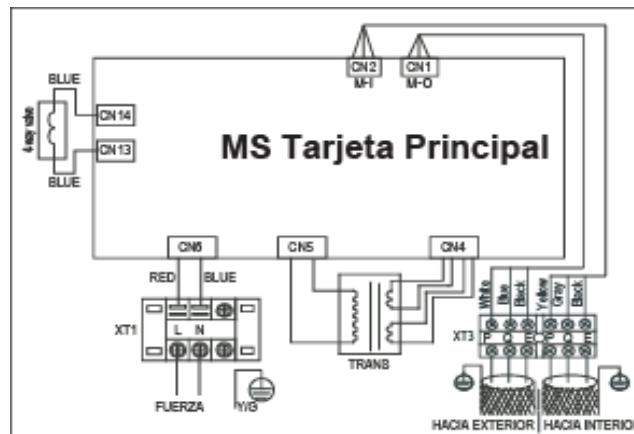 CN2
CN1
M-I
M-O
BLUE
CN14
4-way valve
CN13
BLUE
MS Tarjeta Principal
CN6
CN5
CN4
RED
BLUE
White
Blue
Black
Yellow
Gray
Black
XT1
L N
XT3
P Q E P Q E
TRANS
FUERZA
Y/G
HACIA EXTERIOR
HACIA INTERIOR